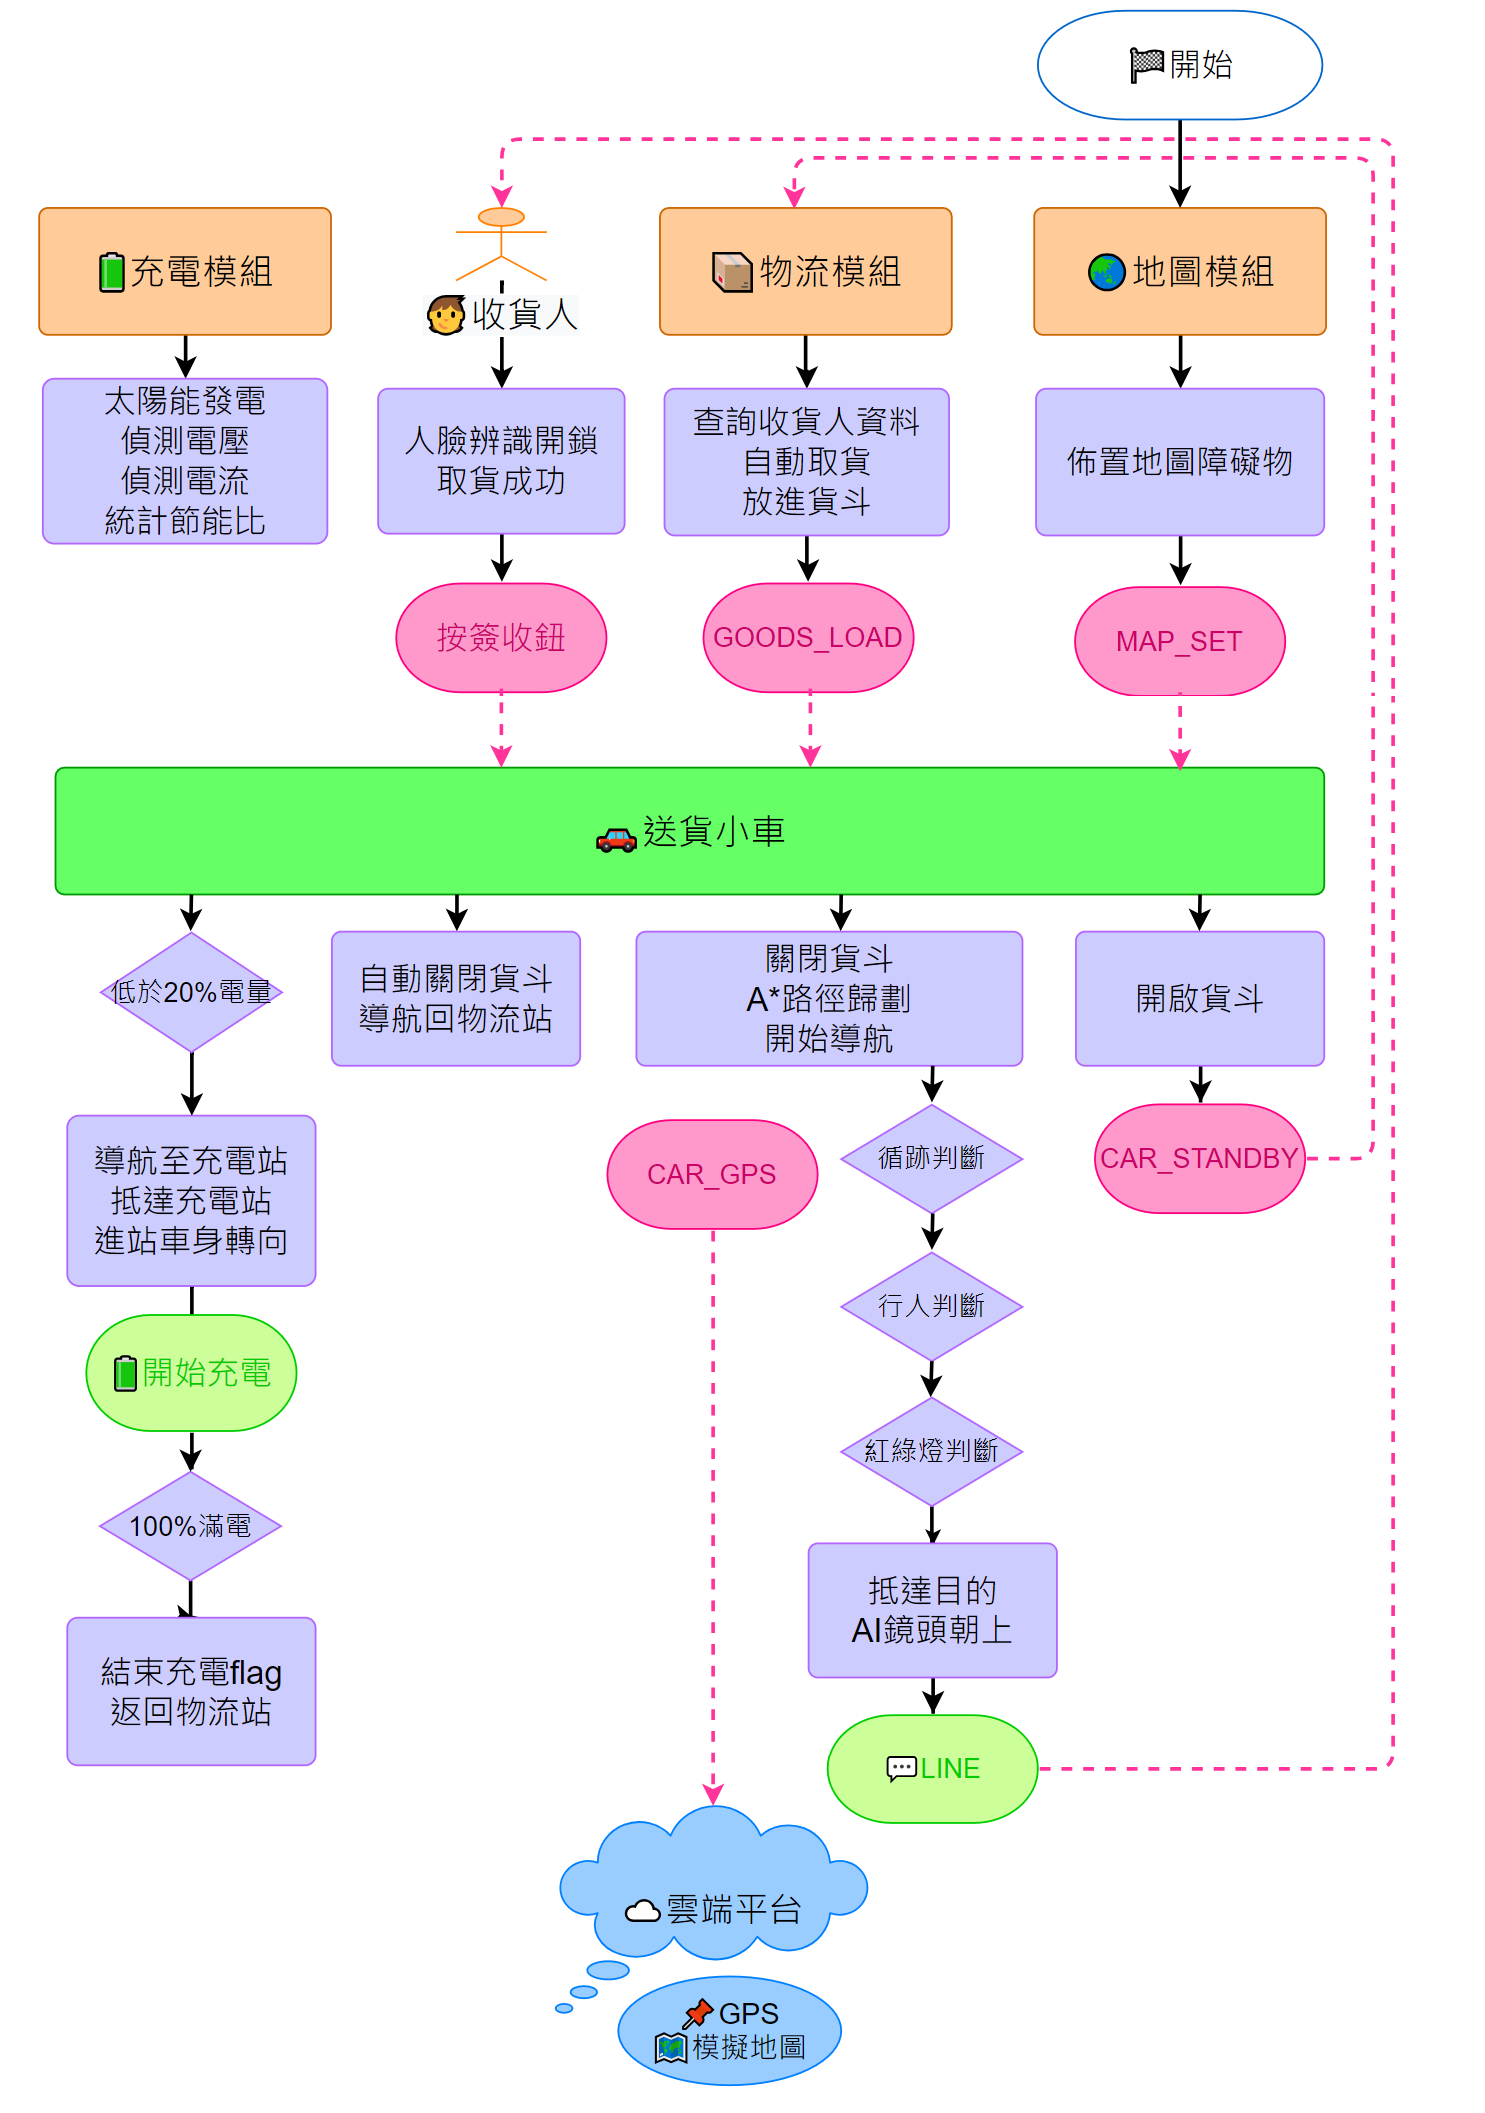 開始
充電模組
收貨人
物流模組
地圖模組
太陽能發電
偵測電壓
偵測電流
統計節能比
人臉辨識開鎖
取貨成功
查詢收貨人資料
自動取貨
放進貨斗
佈置地圖障礙物
按簽收鈕
GOODS_LOAD
MAP_SET
送貨小車
低於20%電量
自動關閉貨斗
導航回物流站
關閉貨斗
A*路徑歸劃
開始導航
開啟貨斗
導航至充電站
抵達充電站
進站車身轉向
CAR_GPS
循跡判斷
CAR_STANDBY
行人判斷
開始充電
紅綠燈判斷
100%滿電
抵達目的
AI鏡頭朝上
結束充電flag
返回物流站
LINE
雲端平台
GPS
模擬地圖